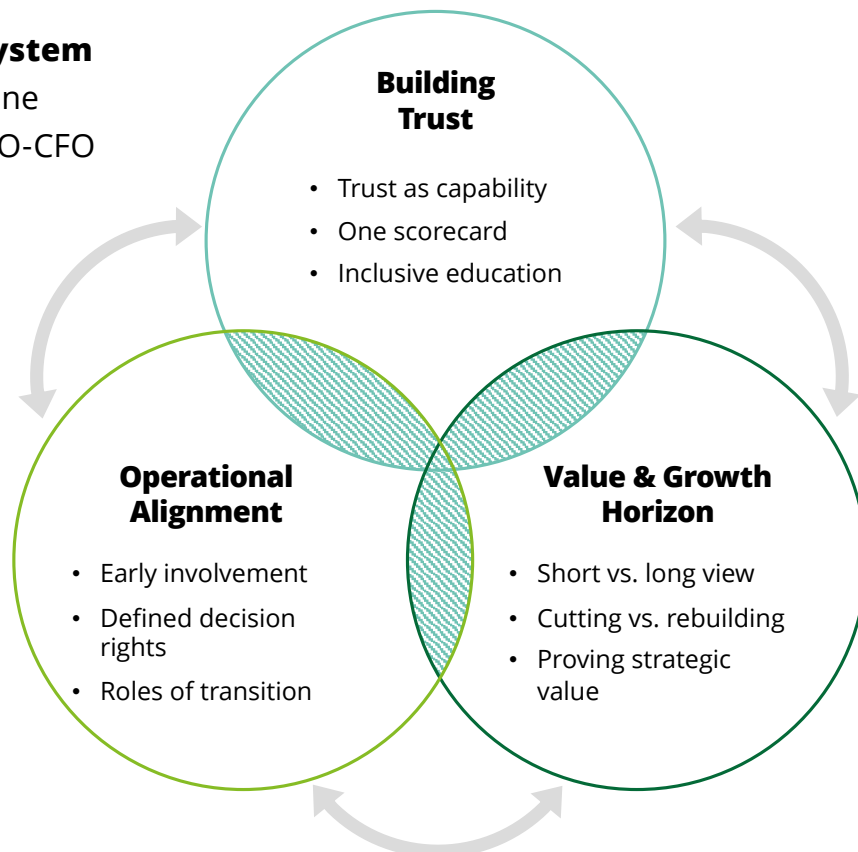 ystem
ne
O-CFO
Building
Trust
• Trust as capability
• One scorecard
• Inclusive education
Operational
Alignment
• Early involvement
• Defined decision
rights
• Roles of transition
Value & Growth
Horizon
• Short vs. long view
• Cutting vs. rebuilding
• Proving strategic
value